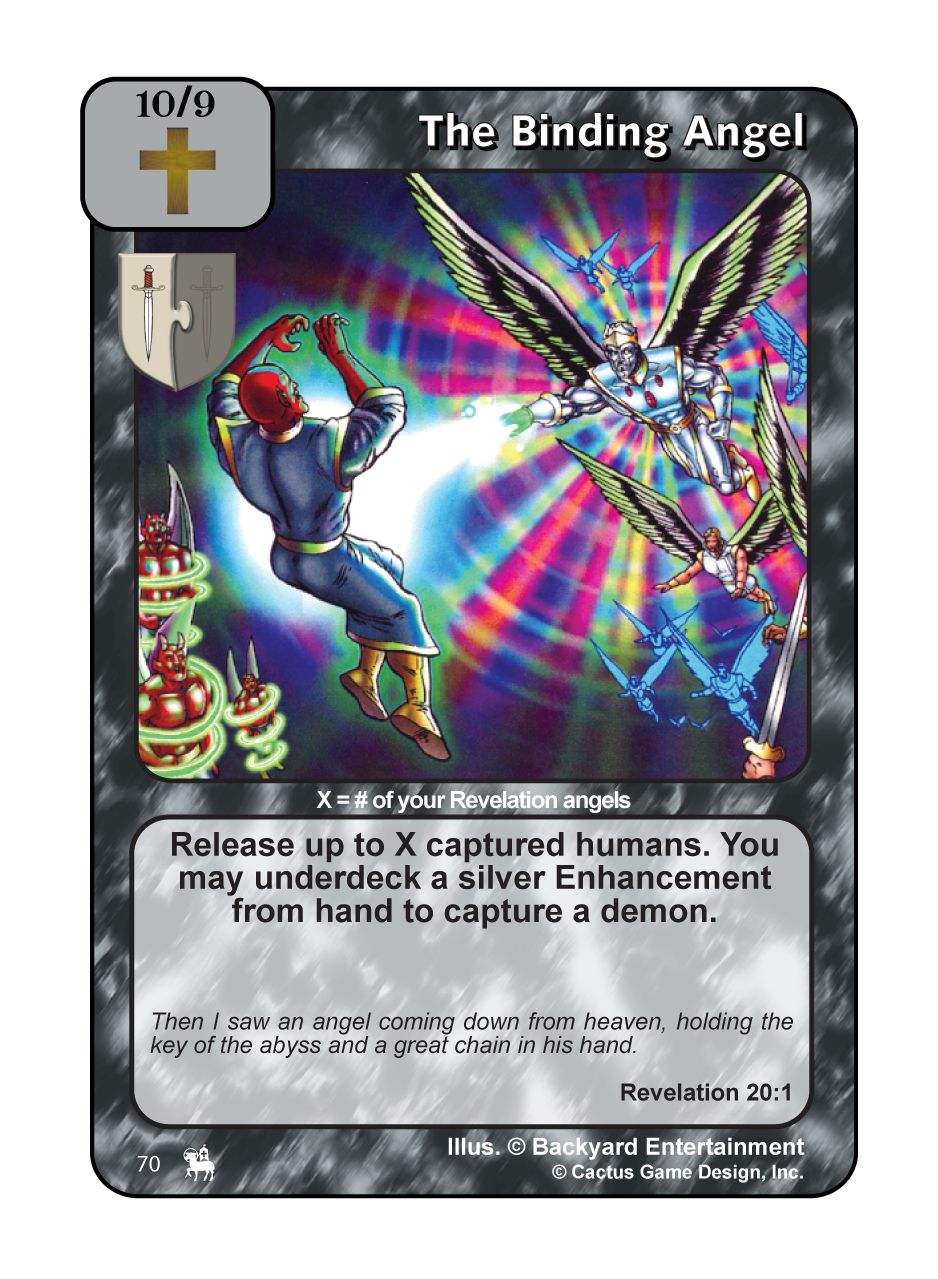 10/9
The Binding Angel
X = # of your Revelation angels
Release up to X captured humans. You
may underdeck a silver Enhancement
from hand to capture a demon.
Then I saw an angel coming down from heaven, holding the
key of the abyss and a great chain in his hand.
Revelation 20:1
Illus. © Backyard Entertainment
70
© Cactus Game Design, Inc.